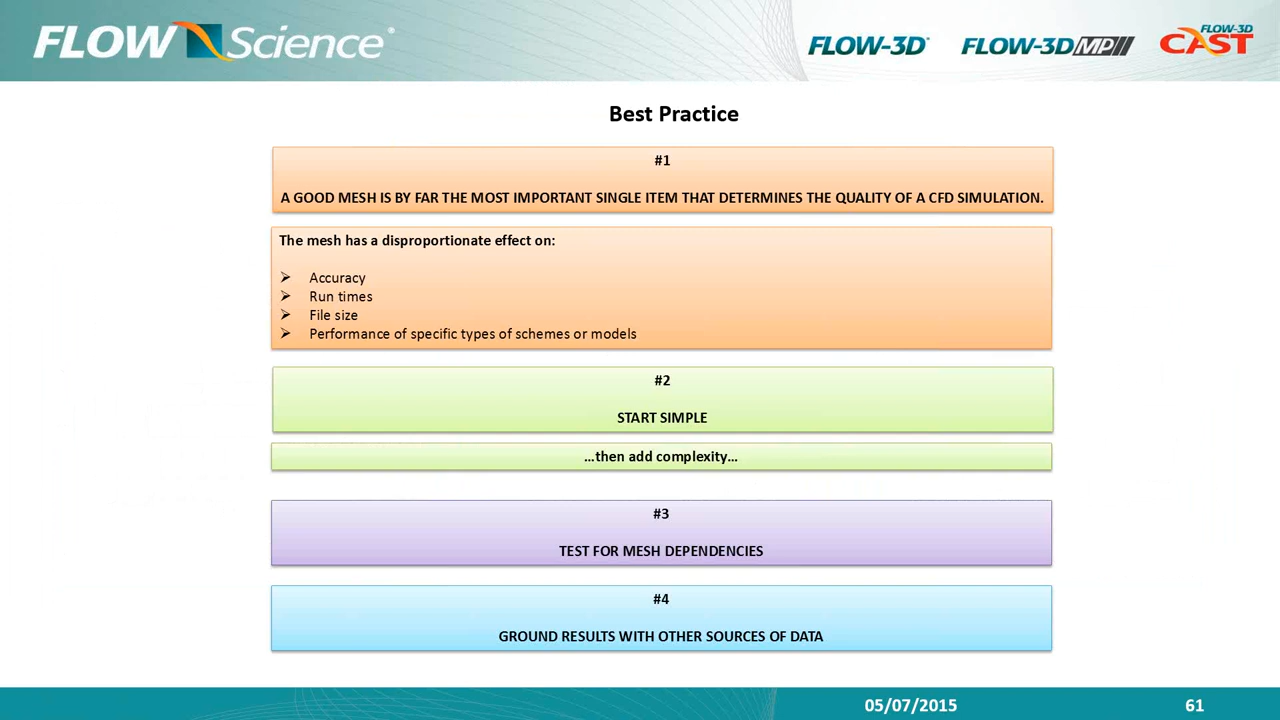 FLOW Science®
FLOW-3D® FLOW-3D MP FLOW-3D CAST
Best Practice
#1
A GOOD MESH IS BY FAR THE MOST IMPORTANT SINGLE ITEM THAT DETERMINES THE QUALITY OF A CFD SIMULATION.
The mesh has a disproportionate effect on:
➢ Accuracy
➢ Run times
➢ File size
➢ Performance of specific types of schemes or models
#2
START SIMPLE
…then add complexity…
#3
TEST FOR MESH DEPENDENCIES
#4
GROUND RESULTS WITH OTHER SOURCES OF DATA
05/07/2015 61